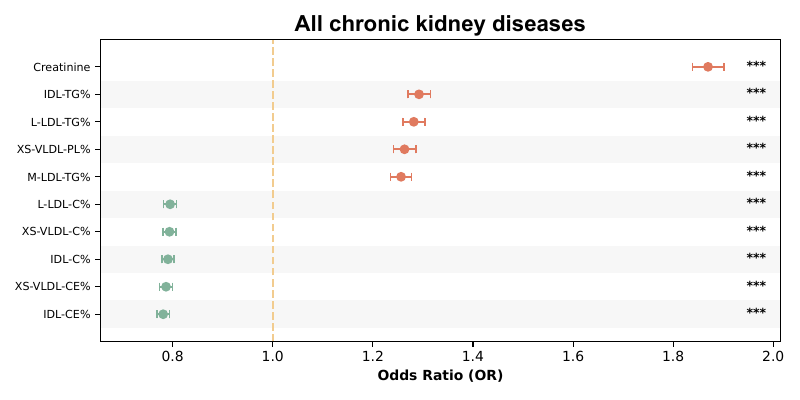 All chronic kidney diseases
Creatinine ***
IDL-TG% ***
L-LDL-TG% ***
XS-VLDL-PL% ***
M-LDL-TG% ***
L-LDL-C% ***
XS-VLDL-C% ***
IDL-C% ***
XS-VLDL-CE% ***
IDL-CE% ***
0.8 1.0 1.2 1.4 1.6 1.8 2.0
Odds Ratio (OR)